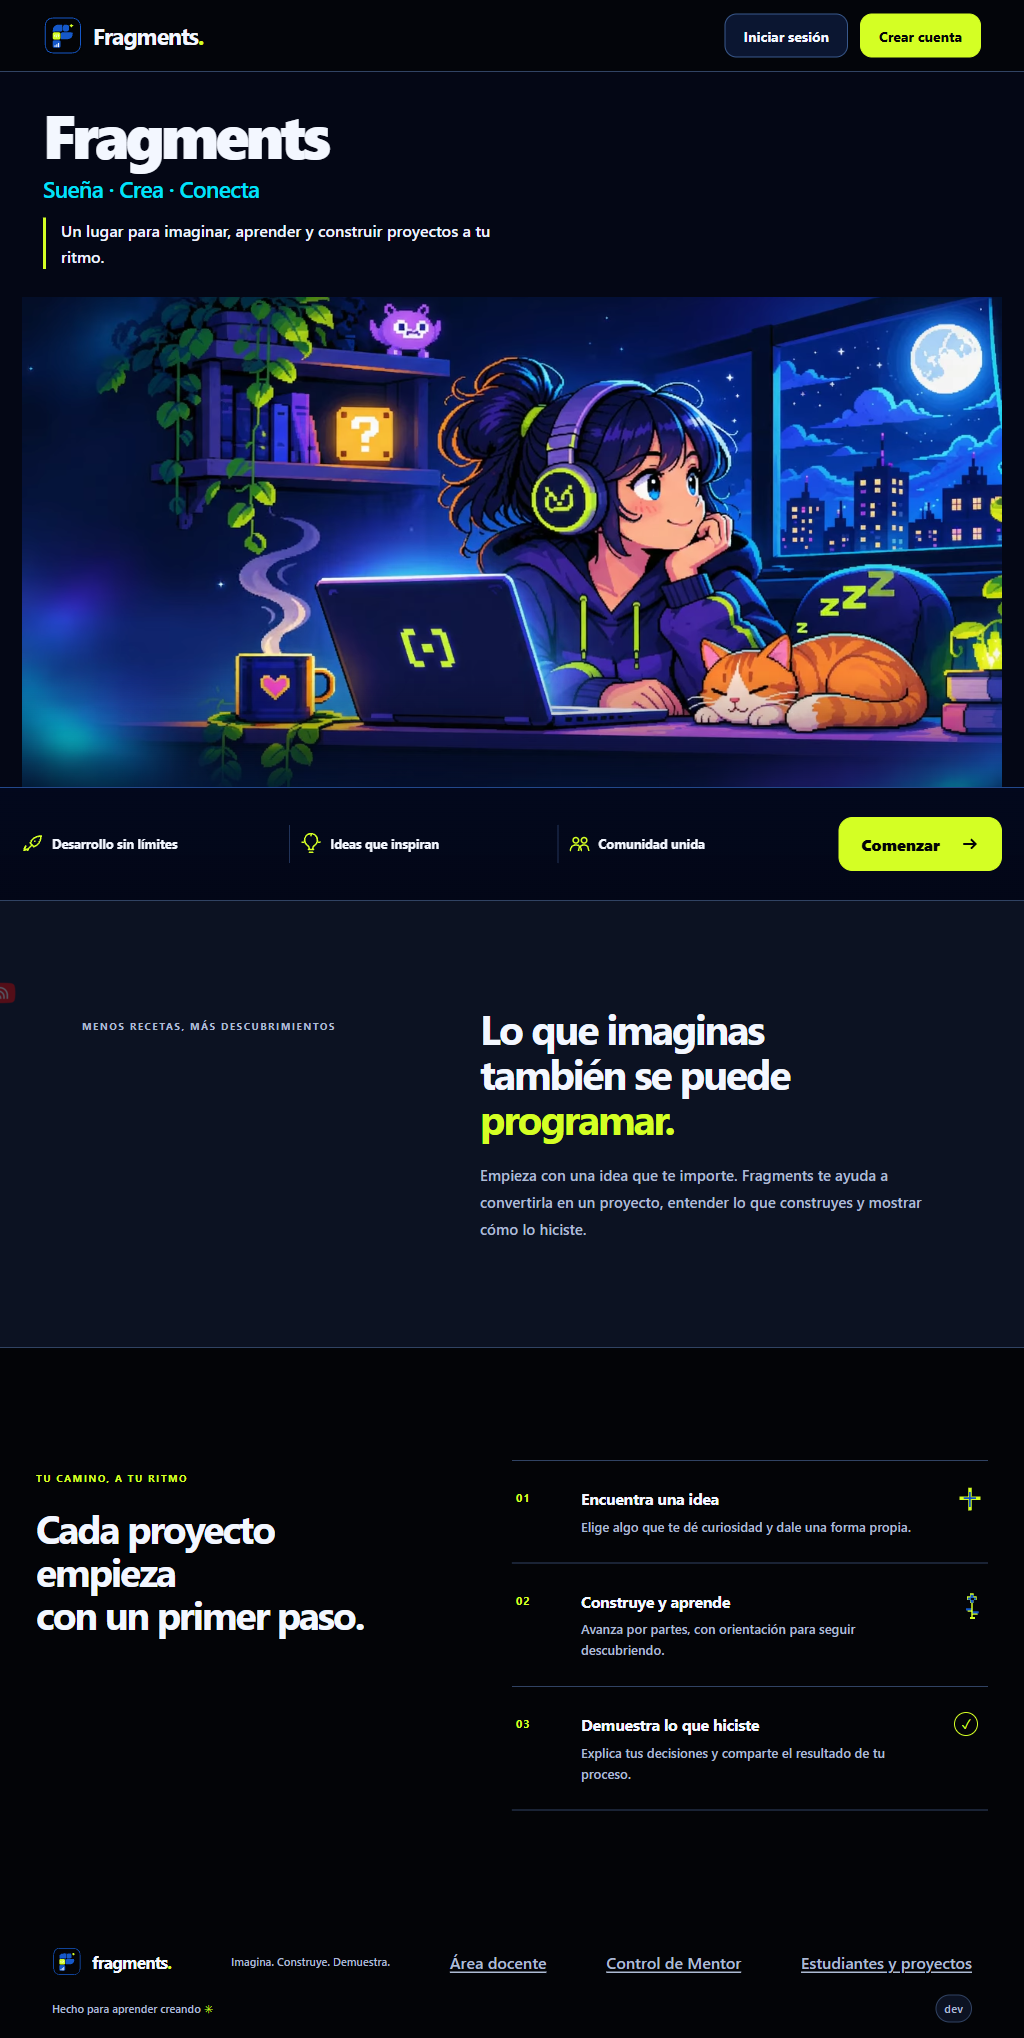 Fragments.
Iniciar sesión
Crear cuenta
Fragments
Sueña · Crea · Conecta
Un lugar para imaginar, aprender y construir proyectos a tu
ritmo.
?
z z z z
[·]
Desarrollo sin límites
Ideas que inspiran
Comunidad unida
Comenzar →
MENOS RECETAS, MÁS DESCUBRIMIENTOS
Lo que imaginas
también se puede
programar.
Empieza con una idea que te importe. Fragments te ayuda a
convertirla en un proyecto, entender lo que construyes y mostrar
cómo lo hiciste.
TU CAMINO, A TU RITMO
Cada proyecto
empieza
con un primer paso.
01
Encuentra una idea
Elige algo que te dé curiosidad y dale una forma propia.
02
Construye y aprende
Avanza por partes, con orientación para seguir
descubriendo.
03
Demuestra lo que hiciste
Explica tus decisiones y comparte el resultado de tu
proceso.
fragments.
Imagina. Construye. Demuestra.
Área docente
Control de Mentor
Estudiantes y proyectos
Hecho para aprender creando ✳
dev